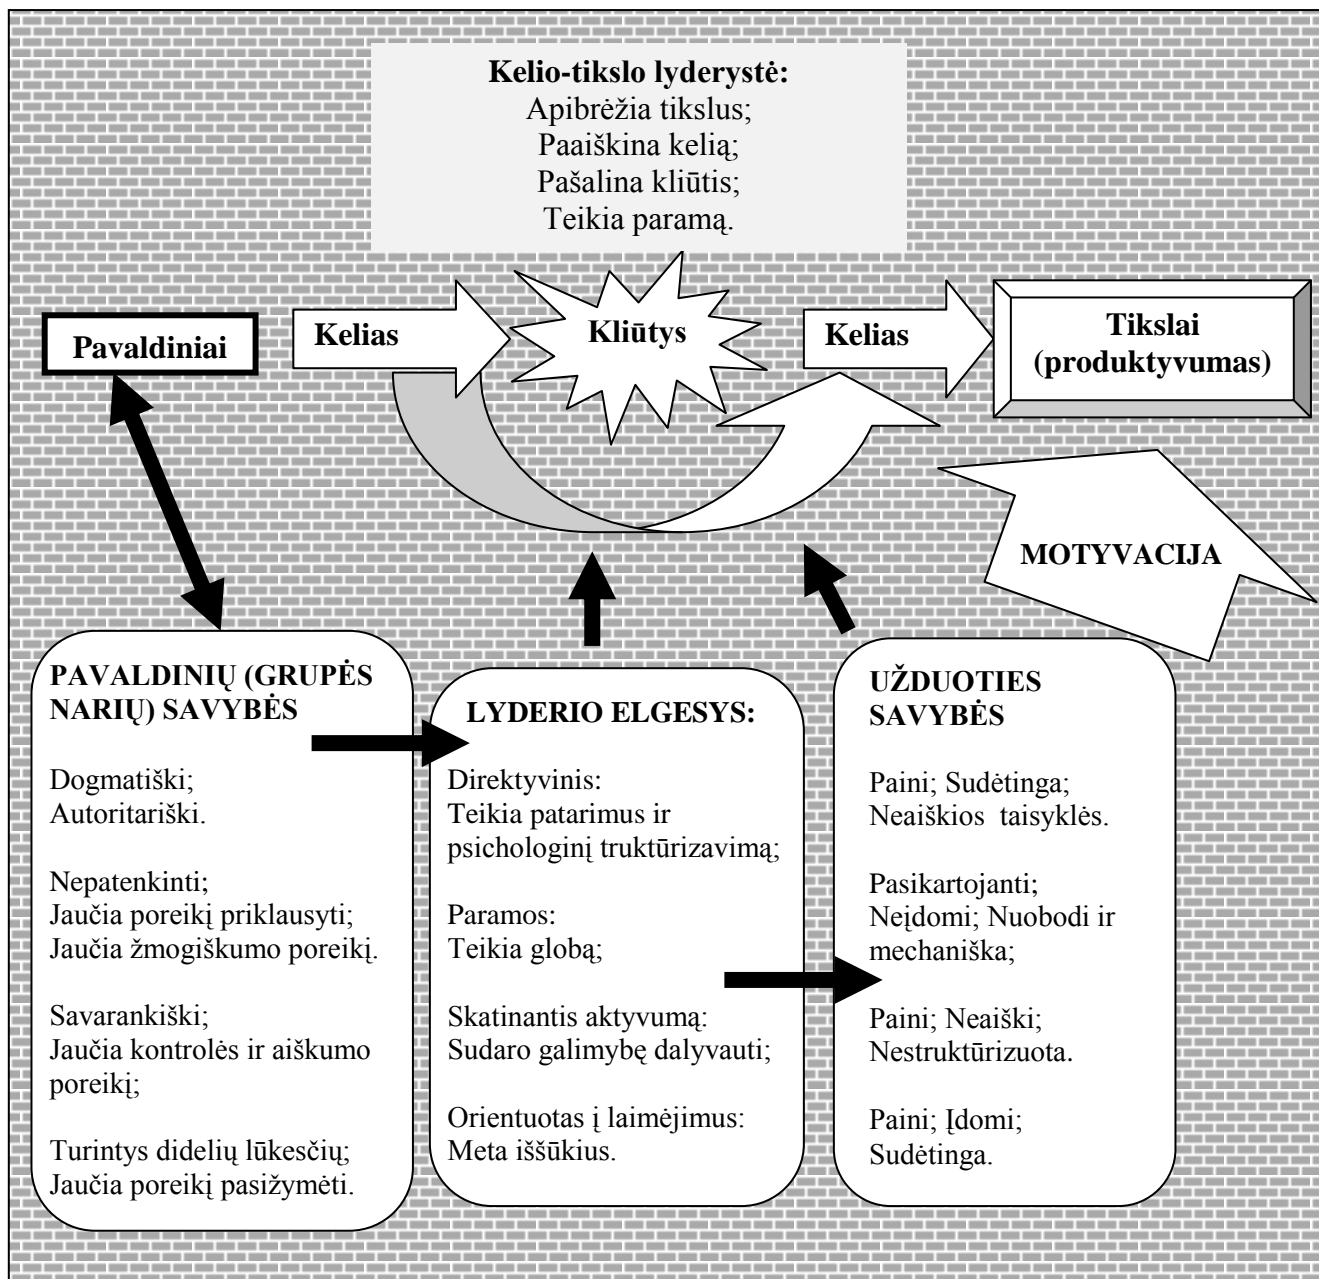 Kelio-tikslo lyderystė:
Apibrėžia tikslus;
Paaiškina kelią;
Pašalina kliūtis;
Teikia paramą.
Pavaldiniai
Kelias
Kliūtys
Kelias
Tikslai
(produktyvumas)
MOTYVACIJA
PAVALDINIŲ (GRUPĖS
NARIŲ) SAVYBĖS
Dogmatiški;
Autoritariški.
Nepatenkinti;
Jaučia poreikį priklausyti;
Jaučia žmogiškumo poreikį.
Savarankiški;
Jaučia kontrolės ir aiškumo
poreikį;
Turintys didelių lūkesčių;
Jaučia poreikį pasižymėti.
LYDERIO ELGESYS:
Direktyvinis:
Teikia patarimus ir
psichologinį truktūrizavimą;
Paramos:
Teikia globą;
Skatinantis aktyvumą:
Sudaro galimybę dalyvauti;
Orientuotas į laimėjimus:
Meta iššūkius.
UŽDUOTIES
SAVYBĖS
Paini; Sudėtinga;
Neaiškios taisyklės.
Pasikartojanti;
Neįdomi; Nuobodi ir
mechaniška;
Paini; Neaiški;
Nestruktūrizuota.
Paini; Įdomi;
Sudėtinga.